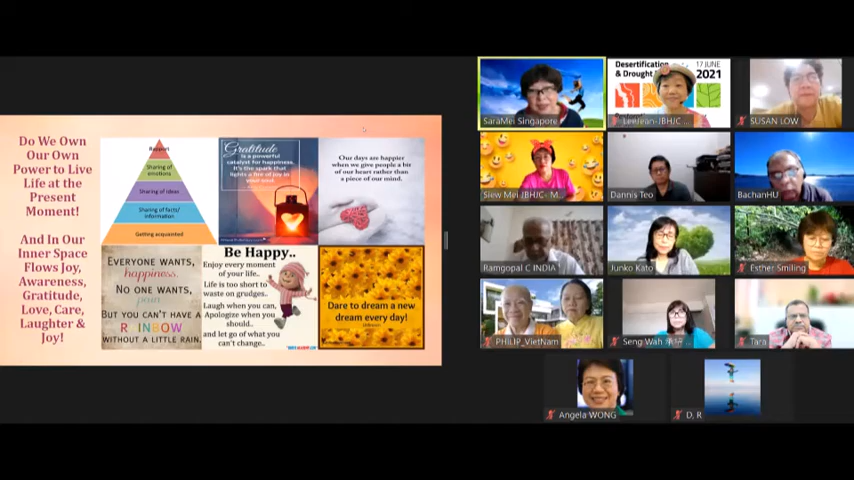 Do We Own
Our Own
Power to Live
Life at the
Present
Moment!
And In Our
Inner Space
Flows Joy,
Awareness,
Gratitude,
Love, Care,
Laughter &
Joy!
Rapport
Sharing of
emotions
Sharing of ideas
Sharing of facts/
information
Getting acquainted
Gratitude
is a powerful
catalyst for happiness.
It's the spark that
lights a fire of joy in
your soul.
Our days are happier
when we give people a bit
of our heart rather than
a piece of our mind.
EVERYONE WANTS,
happiness.
NO ONE WANTS,
pain
BUT YOU CAN'T HAVE A
RAINBOW
WITHOUT A LITTLE RAIN.
Be Happy..
Enjoy every moment
of your life..
Life is too short to
waste on grudges..
Laugh when you can,
Apologize when you
should..
and let go of what you
can't change..
Dare to dream a new
dream every day!
SaraMei Singapore
Desertification
& Drought
17 JUNE
2021
JBHJC
SUSAN LOW
Siew Mei JBHJC- M
Dannis Teo
BachanHU
Ramgopal C INDIA
Junko Kato
Esther Smiling
PHILIP_VietNam
Seng Wah
Tara
Angela WONG
D, R